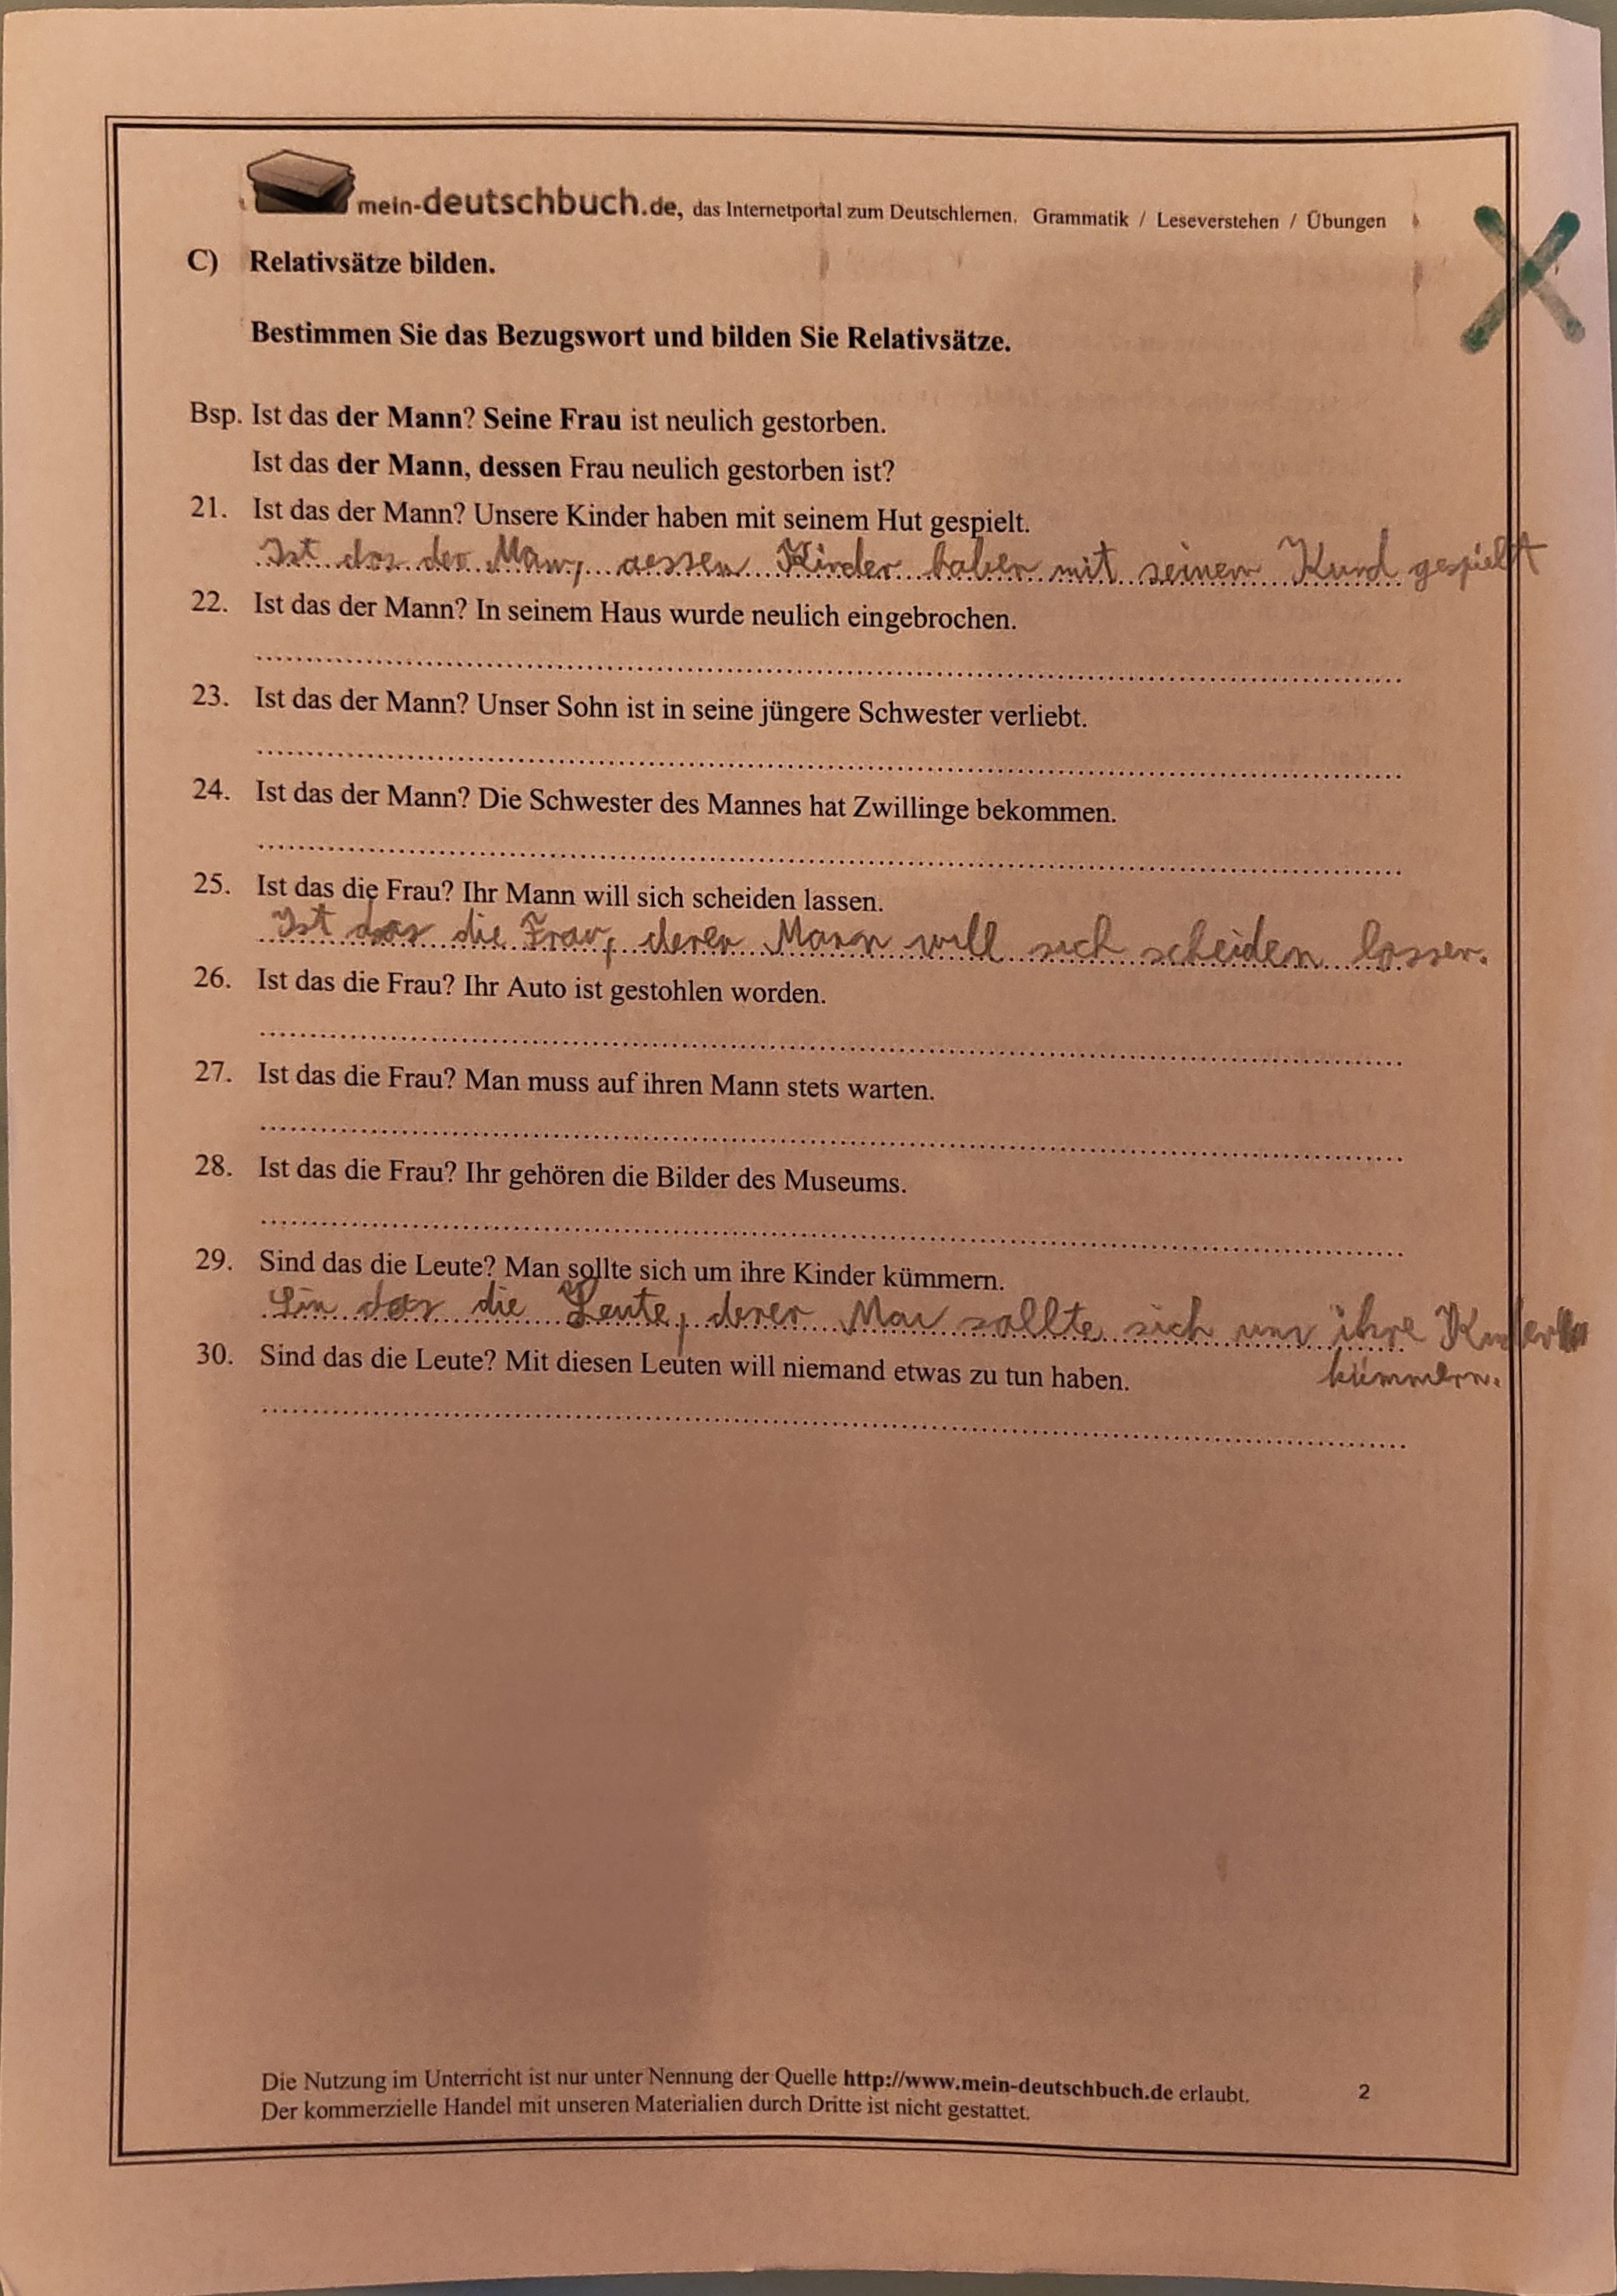 mein-deutschbuch.de, das Internetportal zum Deutschlernen. Grammatik / Leseverstehen / Übungen
C) Relativsätze bilden.
Bestimmen Sie das Bezugswort und bilden Sie Relativsätze.
Bsp. Ist das der Mann? Seine Frau ist neulich gestorben.
Ist das der Mann, dessen Frau neulich gestorben ist?
21. Ist das der Mann? Unsere Kinder haben mit seinem Hut gespielt.
Ist das der Mann, dessen Kinder haben mit seinem gespielt
22. Ist das der Mann? In seinem Haus wurde neulich eingebrochen.
23. Ist das der Mann? Unser Sohn ist in seine jüngere Schwester verliebt.
24. Ist das der Mann? Die Schwester des Mannes hat Zwillinge bekommen.
25. Ist das die Frau? Ihr Mann will sich scheiden lassen.
Ist das die Frau, deren Mann will sich scheiden lassen.
26. Ist das die Frau? Ihr Auto ist gestohlen worden.
27. Ist das die Frau? Man muss auf ihren Mann stets warten.
28. Ist das die Frau? Ihr gehören die Bilder des Museums.
29. Sind das die Leute? Man sollte sich um ihre Kinder kümmern.
das die Leute, deren sollte sich um ihre
30. Sind das die Leute? Mit diesen Leuten will niemand etwas zu tun haben.
kümmern.
Die Nutzung im Unterricht ist nur unter Nennung der Quelle http://www.mein-deutschbuch.de erlaubt. 2
Der kommerzielle Handel mit unseren Materialien durch Dritte ist nicht gestattet.